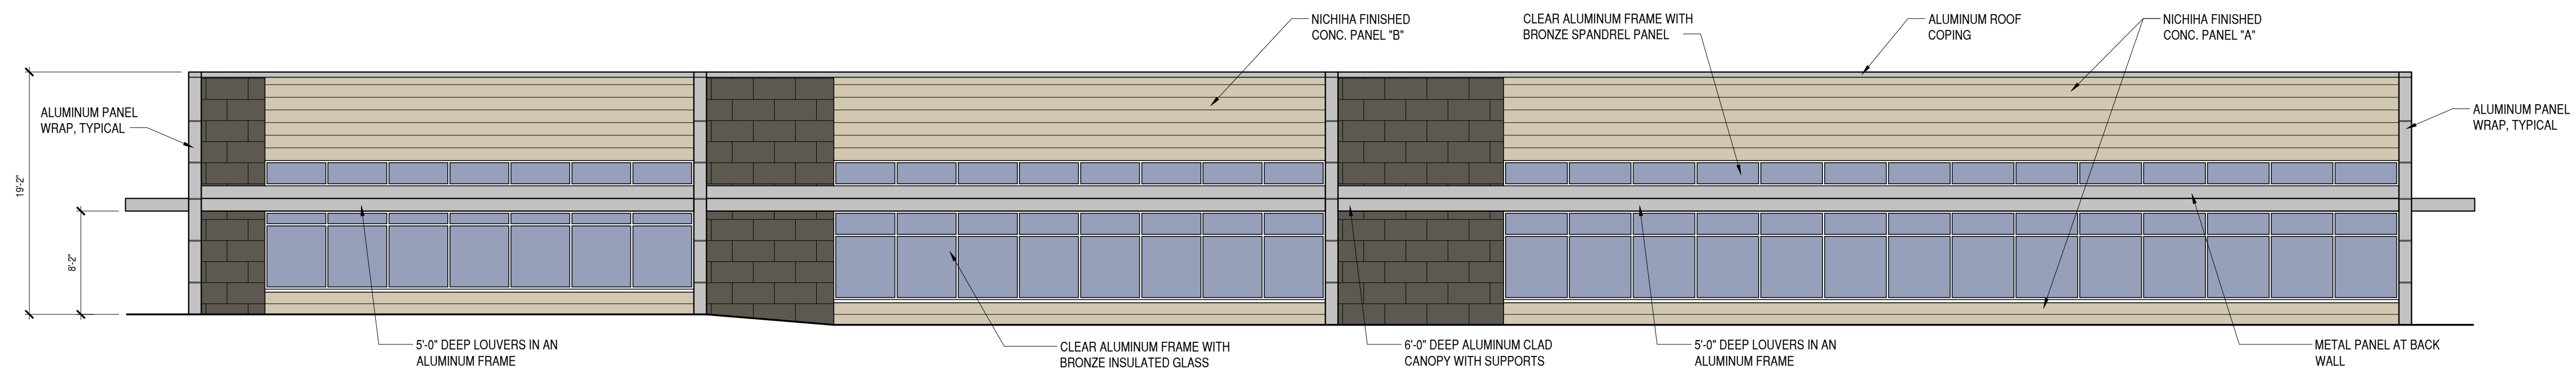 NICHIHA FINISHED
CONC. PANEL "B"
CLEAR ALUMINUM FRAME WITH
BRONZE SPANDREL PANEL
ALUMINUM ROOF
COPING
NICHIHA FINISHED
CONC. PANEL "A"
ALUMINUM PANEL
WRAP, TYPICAL
ALUMINUM PANEL
WRAP, TYPICAL
19'-2"
8'-2"
5'-0" DEEP LOUVERS IN AN
ALUMINUM FRAME
CLEAR ALUMINUM FRAME WITH
BRONZE INSULATED GLASS
6'-0" DEEP ALUMINUM CLAD
CANOPY WITH SUPPORTS
5'-0" DEEP LOUVERS IN AN
ALUMINUM FRAME
METAL PANEL AT BACK
WALL